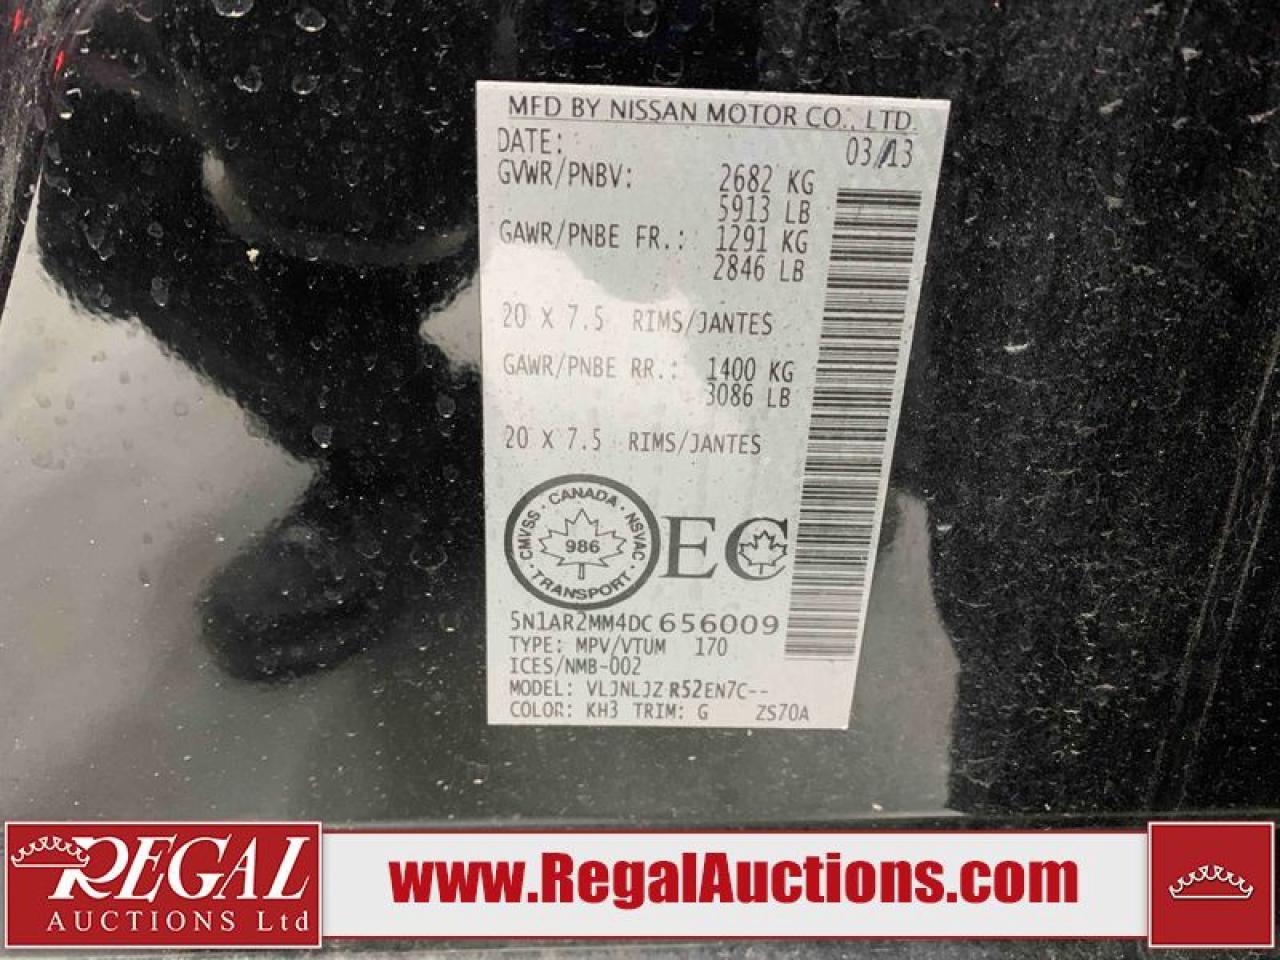 MFD BY NISSAN MOTOR CO., LTD.
DATE: 03/13
GVWR/PNBV: 2682 KG
5913 LB
GAWR/PNBE FR.: 1291 KG
2846 LB
20 X 7.5 RIMS/JANTES
GAWR/PNBE RR.: 1400 KG
3086 LB
20 X 7.5 RIMS/JANTES
CMVSS · CANADA · NSVAC · TRANSPORT ·
986
EC
5N1AR2MM4DC656009
TYPE: MPV/VTUM 170
ICES/NMB-002
MODEL: VLJNLJZ R52EN7C--
COLOR: KH3 TRIM: G ZS70A
REGAL
AUCTIONS Ltd
www.RegalAuctions.com